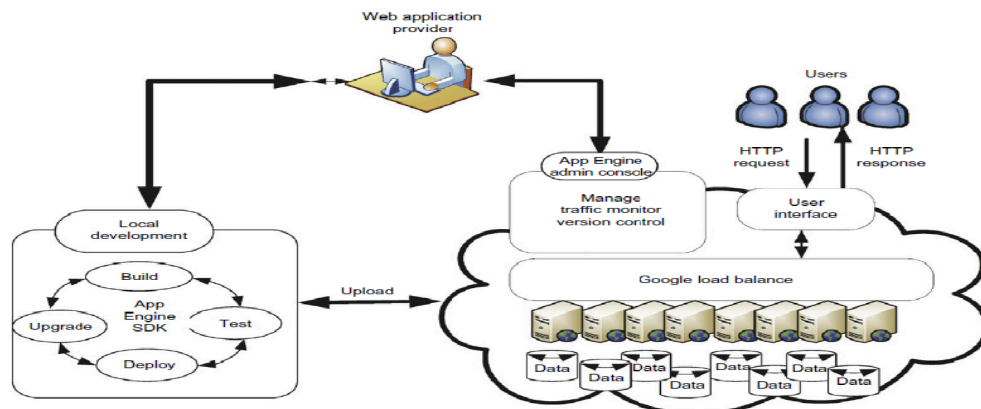 Web application
provider
Users
HTTP
request
HTTP
response
App Engine
admin console
Manage
traffic monitor
version control
User
interface
Local
development
Build
App
Engine
SDK
Upgrade
Test
Deploy
Upload
Google load balance
Data
Data
Data
Data
Data
Data
Data
Data